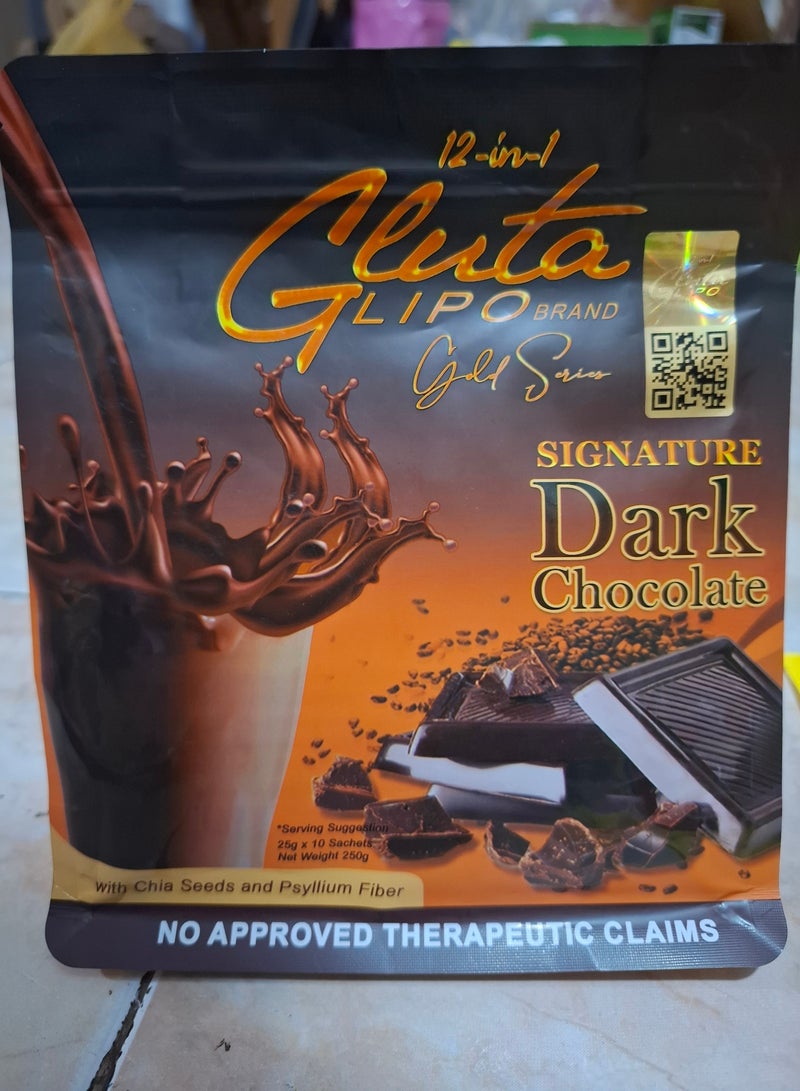 12-in-1
Gluta
LIPO BRAND
Gold Series
SIGNATURE
Dark
Chocolate
*Serving Suggestion
25g x 10 Sachets
Net Weight 250g
with Chia Seeds and Psyllium Fiber
NO APPROVED THERAPEUTIC CLAIMS